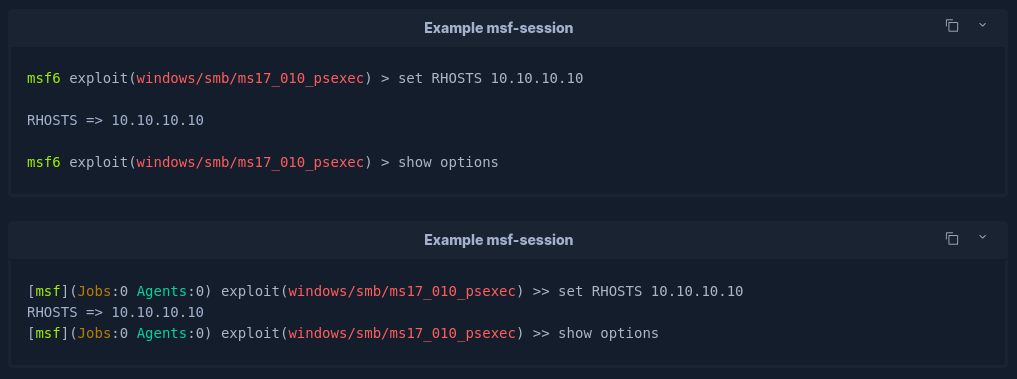 Example msf-session
msf6 exploit(windows/smb/ms17_010_psexec) > set RHOSTS 10.10.10.10
RHOSTS => 10.10.10.10
msf6 exploit(windows/smb/ms17_010_psexec) > show options
Example msf-session
[msf](Jobs:0 Agents:0) exploit(windows/smb/ms17_010_psexec) >> set RHOSTS 10.10.10.10
RHOSTS => 10.10.10.10
[msf](Jobs:0 Agents:0) exploit(windows/smb/ms17_010_psexec) >> show options